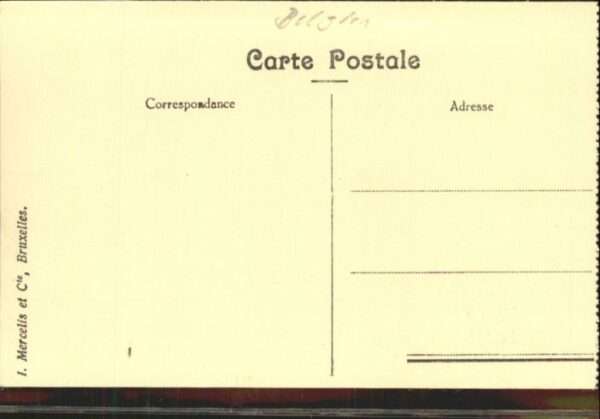 Carte Postale
Correspondance
Adresse
I. Mercelis et Cie, Bruxelles.